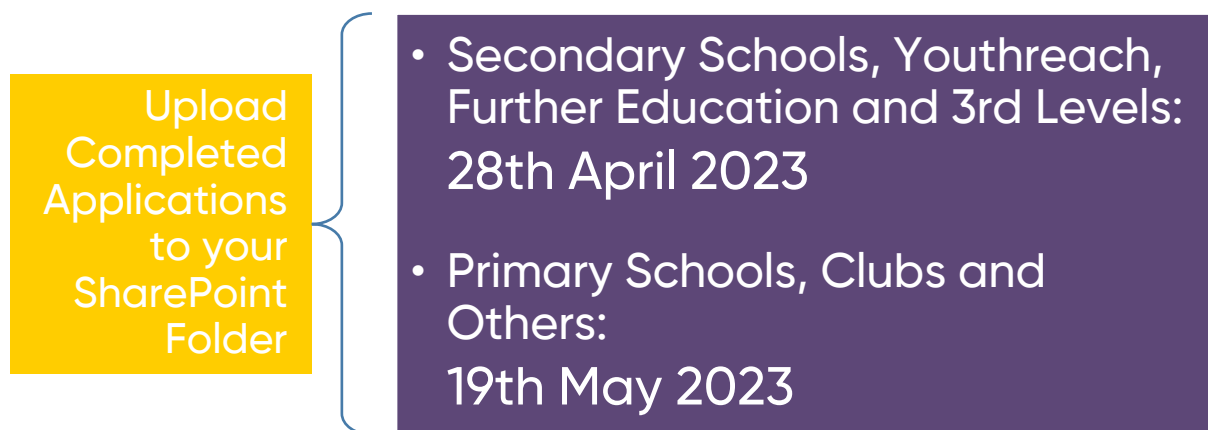 Upload
Completed
Applications
to your
SharePoint
Folder
• Secondary Schools, Youthreach,
Further Education and 3rd Levels:
28th April 2023
• Primary Schools, Clubs and
Others:
19th May 2023